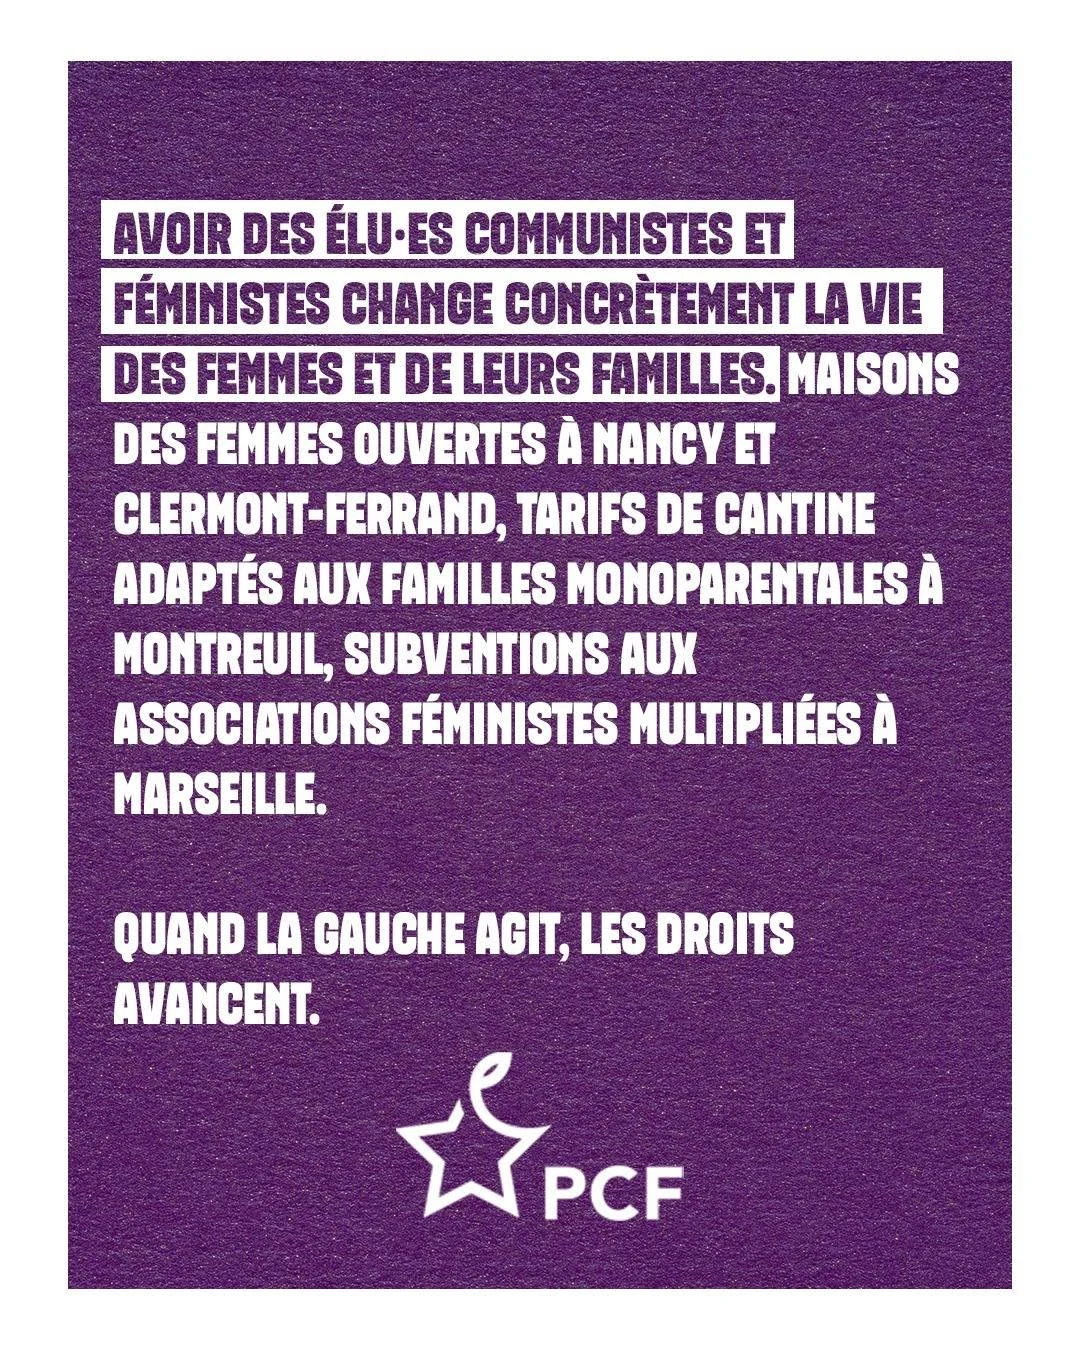 AVOIR DES ÉLU·ES COMMUNISTES ET
FÉMINISTES CHANGE CONCRÈTEMENT LA VIE
DES FEMMES ET DE LEURS FAMILLES. MAISONS
DES FEMMES OUVERTES À NANCY ET
CLERMONT-FERRAND, TARIFS DE CANTINE
ADAPTÉS AUX FAMILLES MONOPARENTALES À
MONTREUIL, SUBVENTIONS AUX
ASSOCIATIONS FÉMINISTES MULTIPLIÉES À
MARSEILLE.
QUAND LA GAUCHE AGIT, LES DROITS
AVANCENT.
PCF